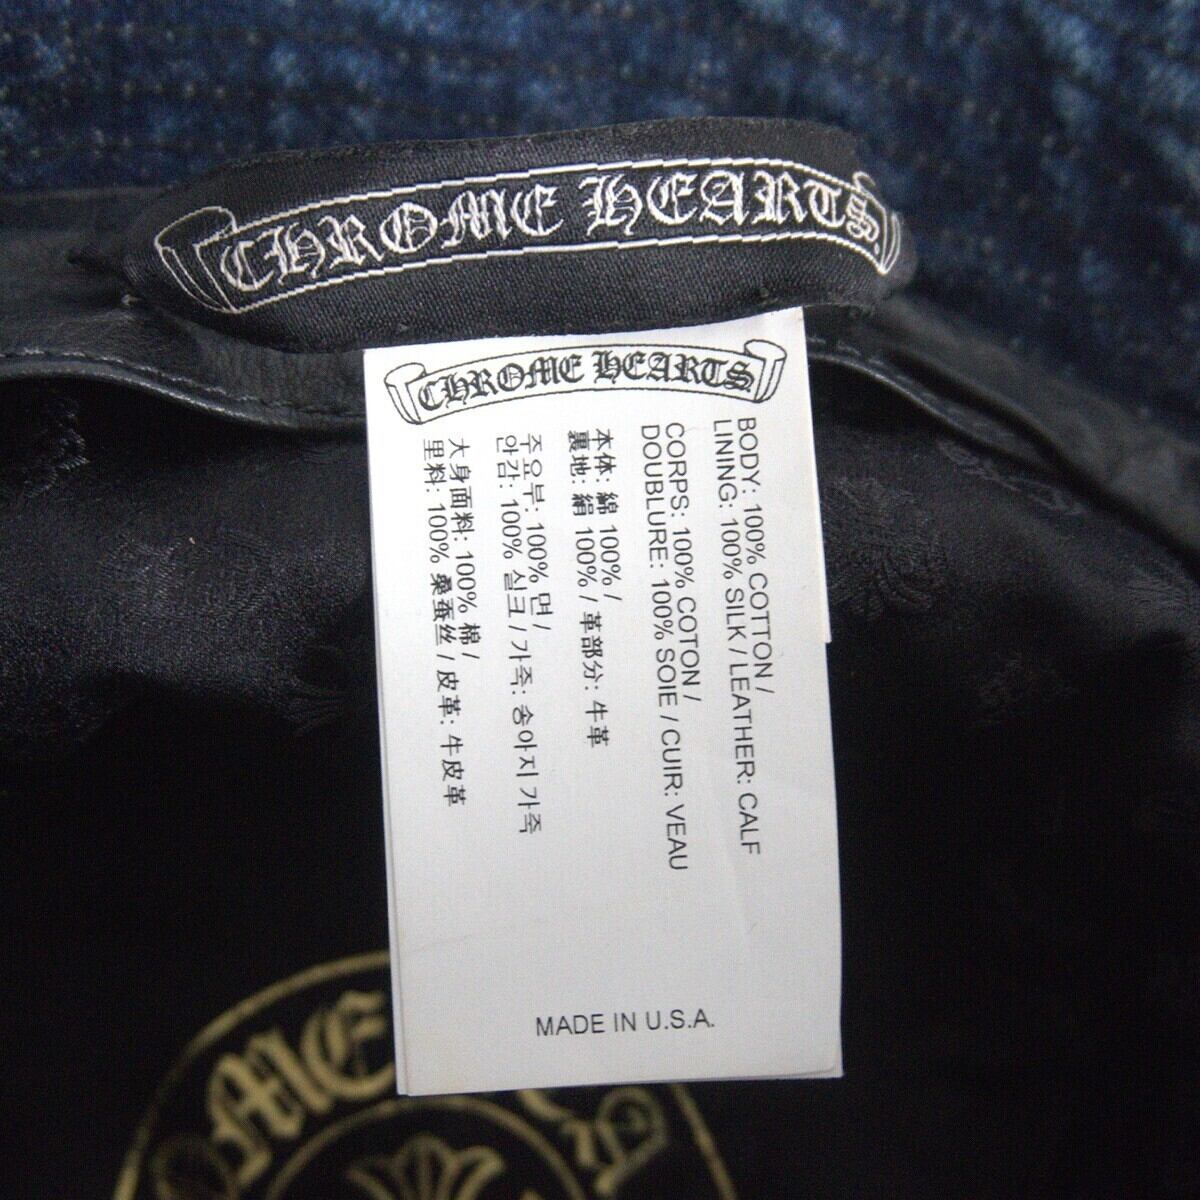 CHROME HEARTS
CHROME HEARTS
BODY: 100% COTTON /
LINING: 100% SILK / LEATHER: CALF
CORPS: 100% COTON /
DOUBLURE: 100% SOIE / CUIR: VEAU
本体: 綿 100% /
裏地: 絹 100% / 革部分: 牛革
주요부: 100% 면 /
안감: 100% 실크 / 가죽: 송아지 가죽
大身面料: 100% 棉 /
里料: 100% 桑蚕丝 / 皮革: 牛皮革
MADE IN U.S.A.